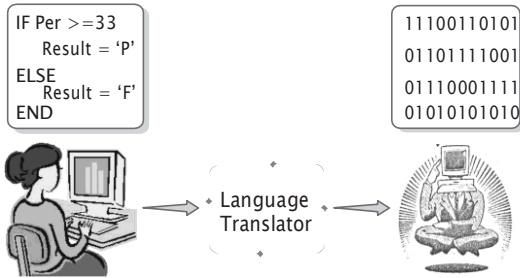 IF Per >=33
Result = ‘P’
ELSE
Result = ‘F’
END
11100110101
01101111001
01110001111
01010101010
Language
Translator